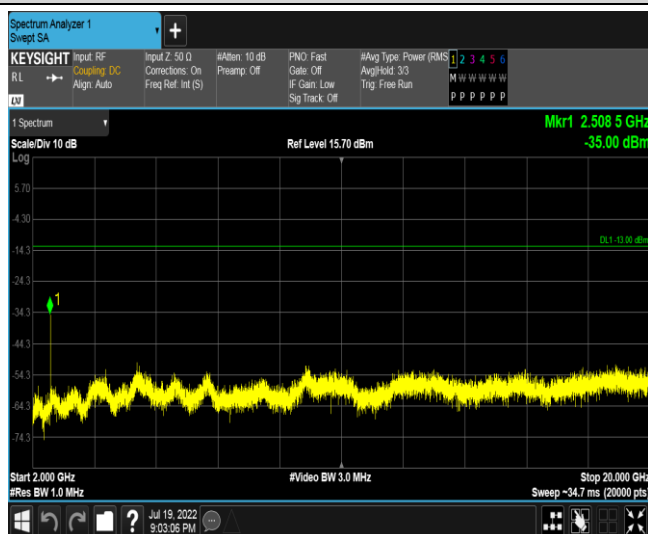 Spectrum Analyzer 1
Swept SA
KEYSIGHT Input: RF Input Z: 50 Ω #Atten: 10 dB PNO: Fast #Avg Type: Power (RMS 1 2 3 4 5 6
RL Coupling: DC Corrections: On Preamp: Off Gate: Off Avg|Hold: 3/3 M W W W W W
Align: Auto Freq Ref: Int (S) IF Gain: Low Trig: Free Run
Sig Track: Off P P P P P P
LXI
1 Spectrum Mkr1 2.508 5 GHz
Scale/Div 10 dB Ref Level 15.70 dBm -35.00 dBm
Log
5.70
-4.30
DL1 -13.00 dBm
-14.3
-24.3
1
-34.3
-44.3
-54.3
-64.3
-74.3
Start 2.000 GHz #Video BW 3.0 MHz Stop 20.000 GHz
#Res BW 1.0 MHz Sweep ~34.7 ms (20000 pts)
? Jul 19, 2022
9:03:06 PM